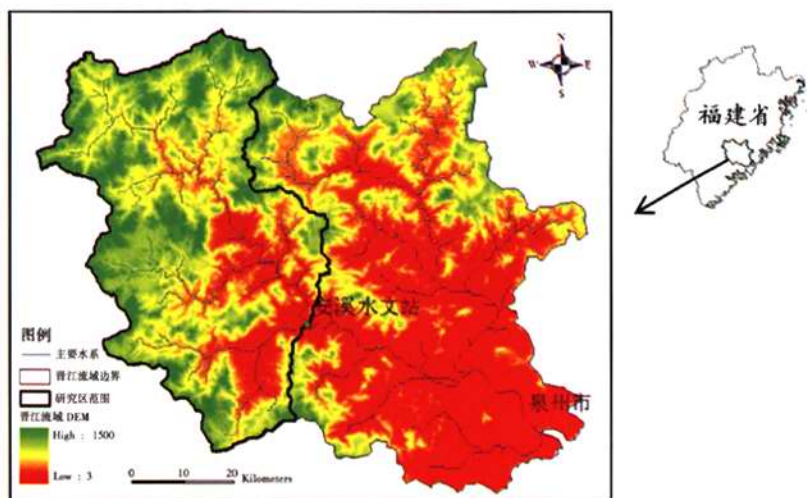 N
W E
S
福建省
安溪水文站
泉州市
图例
主要水系
晋江流域边界
研究区范围
晋江流域 DEM
High : 1500
Low : 3
0 10 20
Kilometers